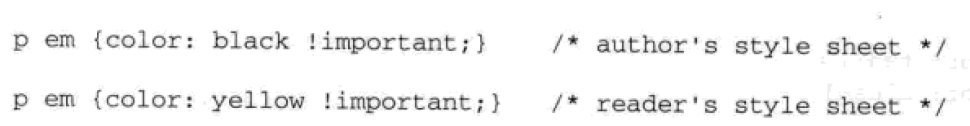 p em {color: black !important;} /* author's style sheet */
p em {color: yellow !important;} /* reader's style sheet */